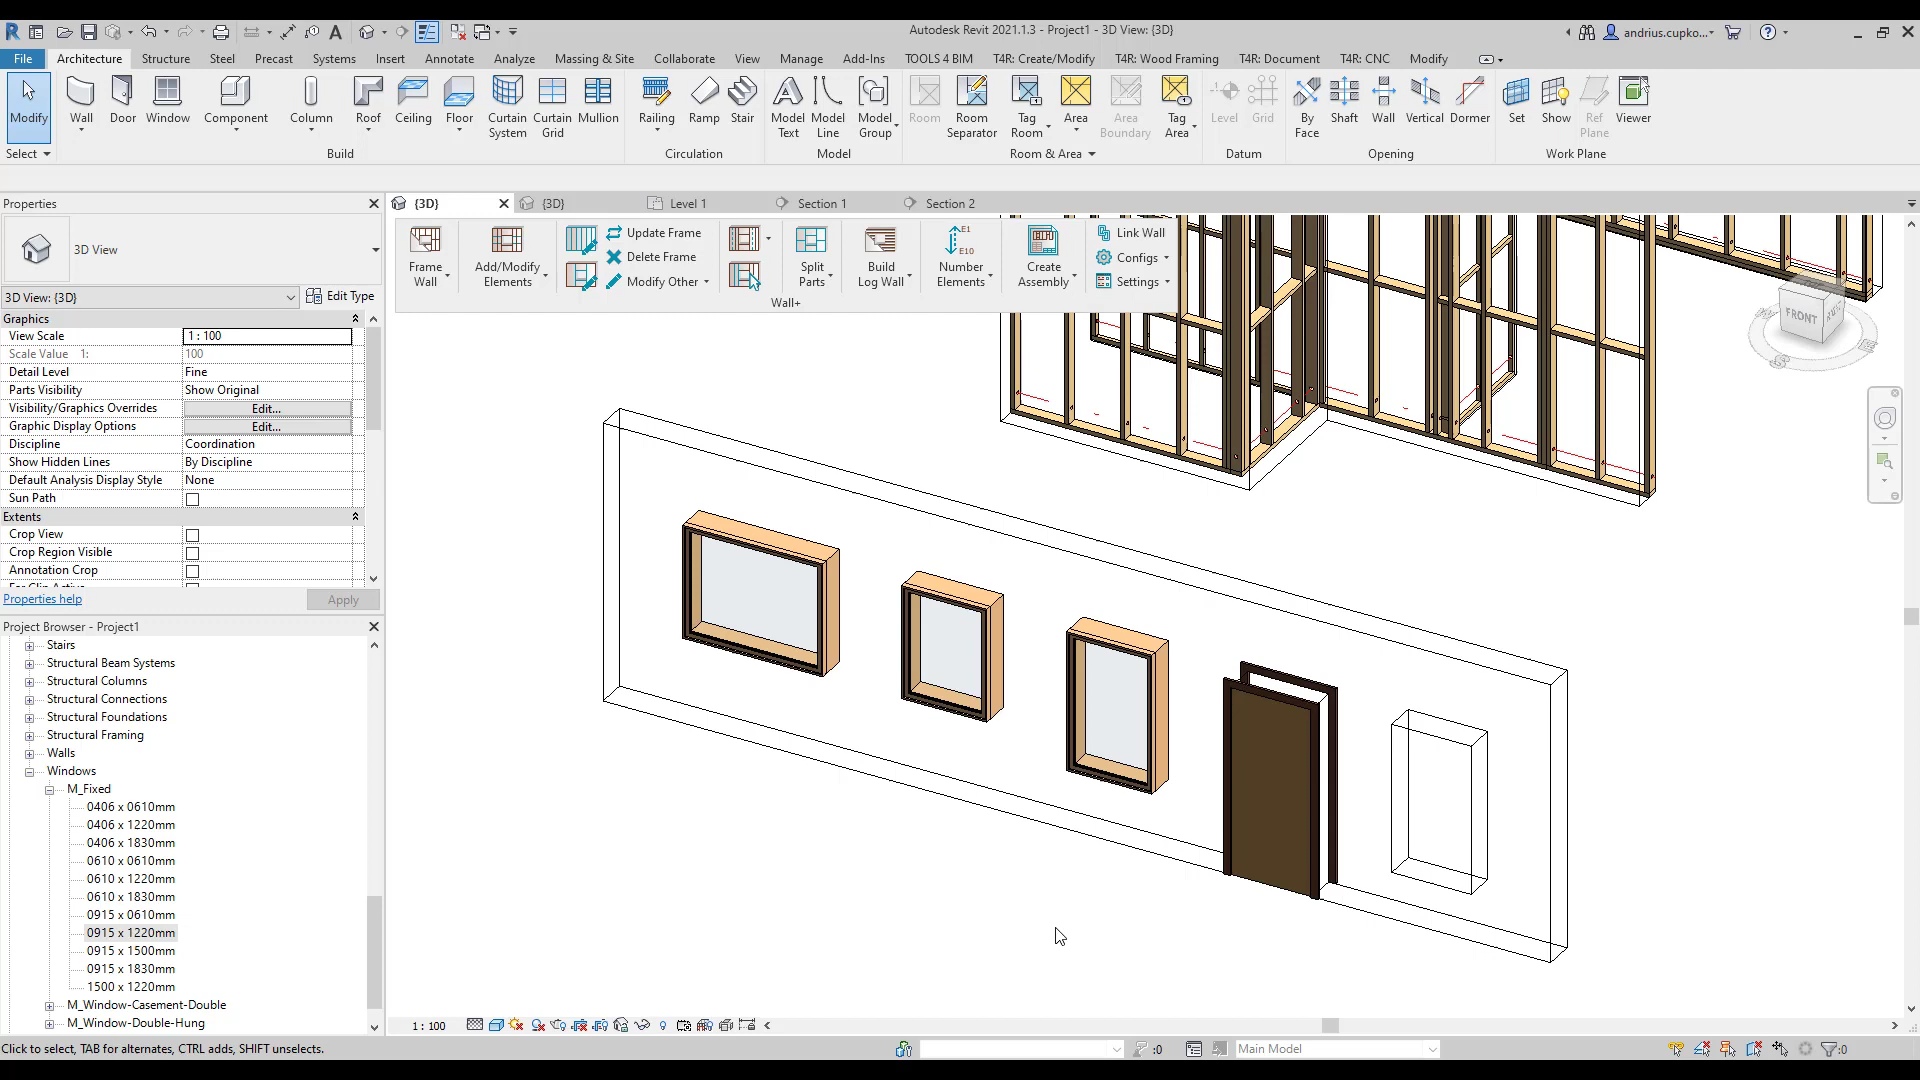 Autodesk Revit 2021.1.3 - Project1 - 3D View: {3D}
andrius.cupko...
File Architecture Structure Steel Precast Systems Insert Annotate Analyze Massing & Site Collaborate View Manage Add-Ins TOOLS 4 BIM T4R: Create/Modify T4R: Wood Framing T4R: Document T4R: CNC Modify
Modify Wall Door Window Component Column Roof Ceiling Floor Curtain System Curtain Grid Mullion Railing Ramp Stair Model Text Model Line Model Group Room Room Separator Tag Room Area Area Boundary Tag Area Level Grid By Face Shaft Wall Vertical Dormer Set Show Ref Plane Viewer
Select Build Circulation Model Room & Area Datum Opening Work Plane
Properties
{3D} {3D} Level 1 Section 1 Section 2
3D View
Frame Wall
Add/Modify Elements
Update Frame
Delete Frame
Modify Other
Split Parts
Build Log Wall
E1
E10
Number Elements
Create Assembly
Link Wall
Configs
Settings
Wall+
FRONT
3D View: {3D} Edit Type
Graphics
View Scale 1 : 100
Scale Value 1: 100
Detail Level Fine
Parts Visibility Show Original
Visibility/Graphics Overrides Edit...
Graphic Display Options Edit...
Discipline Coordination
Show Hidden Lines By Discipline
Default Analysis Display Style None
Sun Path
Extents
Crop View
Crop Region Visible
Annotation Crop
Far Clip Active
Properties help Apply
Project Browser - Project1
Stairs
Structural Beam Systems
Structural Columns
Structural Connections
Structural Foundations
Structural Framing
Walls
Windows
M_Fixed
0406 x 0610mm
0406 x 1220mm
0406 x 1830mm
0610 x 0610mm
0610 x 1220mm
0610 x 1830mm
0915 x 0610mm
0915 x 1220mm
0915 x 1500mm
0915 x 1830mm
1500 x 1220mm
M_Window-Casement-Double
M_Window-Double-Hung
1 : 100
Click to select, TAB for alternates, CTRL adds, SHIFT unselects.
:0
Main Model
:0